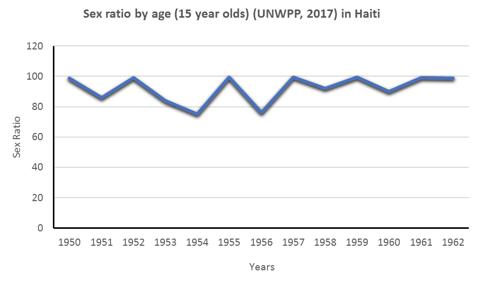 Sex ratio by age (15 year olds) (UNWPP, 2017) in Haiti
120
100
80
60
40
20
0
Sex Ratio
1950 1951 1952 1953 1954 1955 1956 1957 1958 1959 1960 1961 1962
Years